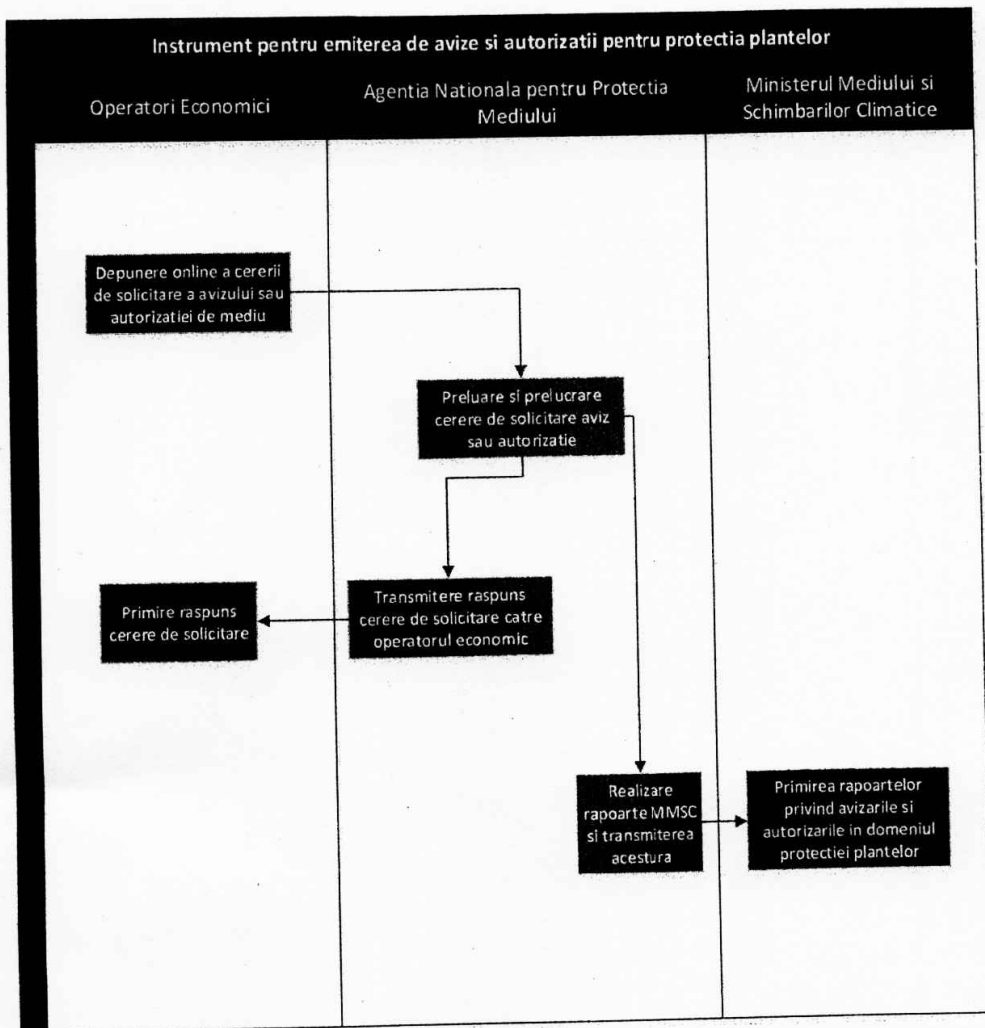 Instrument pentru emiterea de avize si autorizatii pentru protectia plantelor
Operatori Economici
Agentia Nationala pentru Protectia
Mediului
Ministerul Mediului si
Schimbarilor Climatice
Depunere online a cererii
de solicitare a avizului sau
autorizatiei de mediu
Preluare si prelucrare
cerere de solicitare aviz
sau autorizatie
Transmitere raspuns
cerere de solicitare catre
operatorul economic
Primire raspuns
cerere de solicitare
Realizare
rapoarte MMSC
si transmiterea
acestura
Primirea rapoartelor
privind avizarile si
autorizarile in domeniul
protectiei plantelor